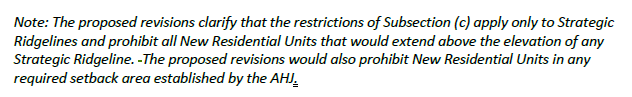 Note: The proposed revisions clarify that the restrictions of Subsection (c) apply only to Strategic
Ridgelines and prohibit all New Residential Units that would extend above the elevation of any
Strategic Ridgeline. -The proposed revisions would also prohibit New Residential Units in any
required setback area established by the AHJ.